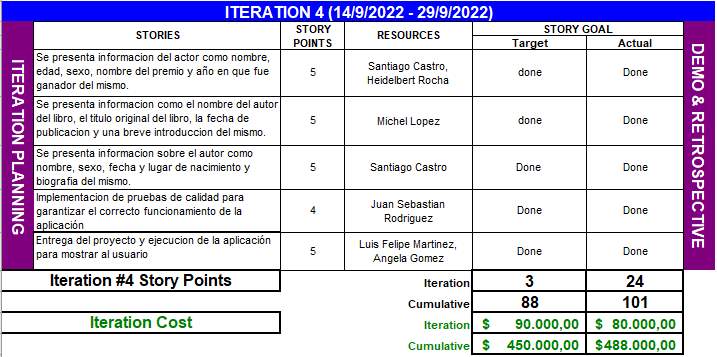 ITERATION 4 (14/9/2022 - 29/9/2022)
ITERATION PLANNING
STORIES
STORY
POINTS
RESOURCES
STORY GOAL
Target
Actual
DEMO & RETROSPECTIVE
Se presenta informacion del actor como nombre,
edad, sexo, nombre del premio y año en que fue
ganador del mismo.
5
Santiago Castro,
Heidelbert Rocha
done
Done
Se presenta informacion como el nombre del autor
del libro, el titulo original del libro, la fecha de
publicacion y una breve introduccion del mismo.
5
Michel Lopez
done
Done
Se presenta informacion sobre el autor como
nombre, sexo, fecha y lugar de nacimiento y
biografia del mismo.
5
Santiago Castro
Done
Done
Implementacion de pruebas de calidad para
garantizar el correcto funcionamiento de la
aplicación
4
Juan Sebastian
Rodriguez
Done
Done
Entrega del proyecto y ejecucion de la aplicación
para mostrar al usuario
5
Luis Felipe Martinez,
Angela Gomez
Done
Done
Iteration #4 Story Points
Iteration
3
24
Cumulative
88
101
Iteration Cost
Iteration
$ 90.000,00
$ 80.000,00
Cumulative
$ 450.000,00
$488.000,00